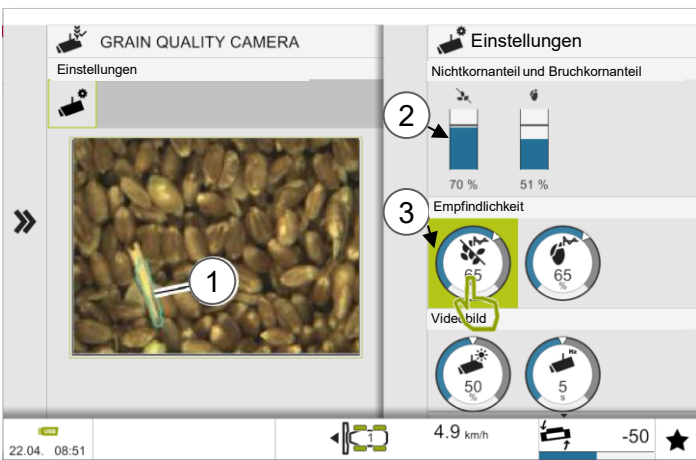 GRAIN QUALITY CAMERA
Einstellungen
1
Einstellungen
Nichtkornanteil und Bruchkornanteil
2
70 %
51 %
Empfindlichkeit
3
65
%
65
%
Videobild
50
%
Hz
5
s
USB
22.04. 08:51
1
4.9 km/h
-50